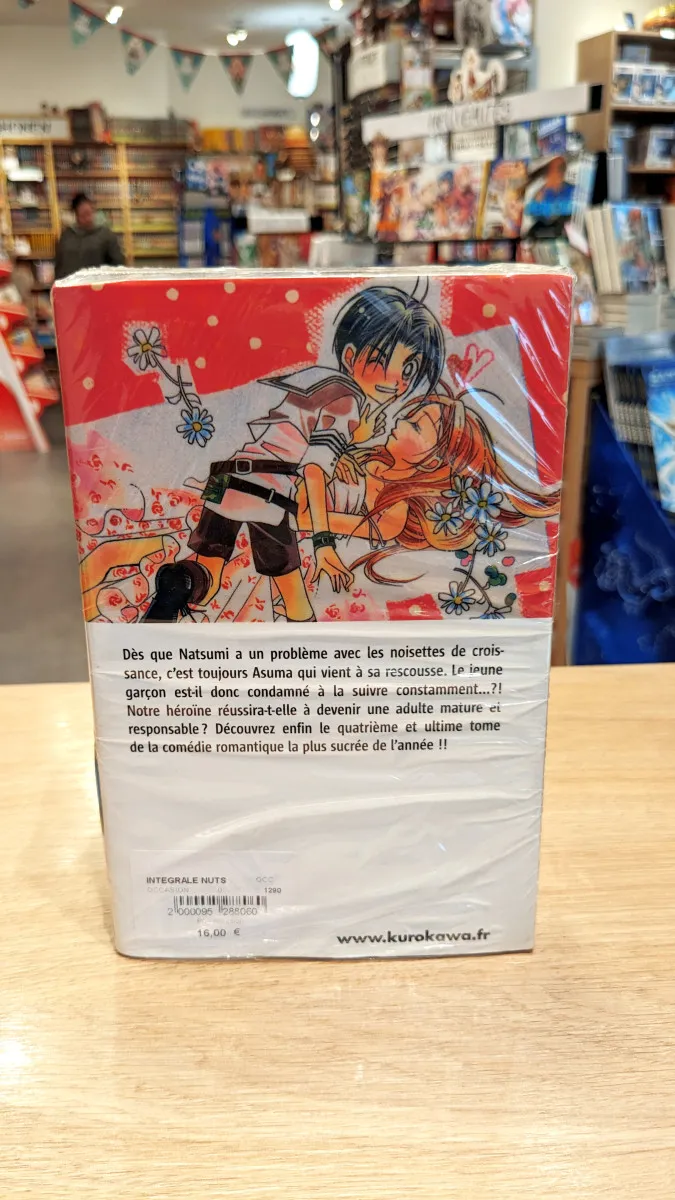 NOUVEAUTÉS
Dès que Natsumi a un problème avec les noisettes de crois-
sance, c'est toujours Asuma qui vient à sa rescousse. Le jeune
garçon est-il donc condamné à la suivre constamment...?!
Notre héroïne réussira-t-elle à devenir une adulte mature et
responsable ? Découvrez enfin le quatrième et ultime tome
de la comédie romantique la plus sucrée de l'année !!
INTEGRALE NUTS OCC
OCCASION 1290
2 000095 288060
16,00 €
www.kurokawa.fr